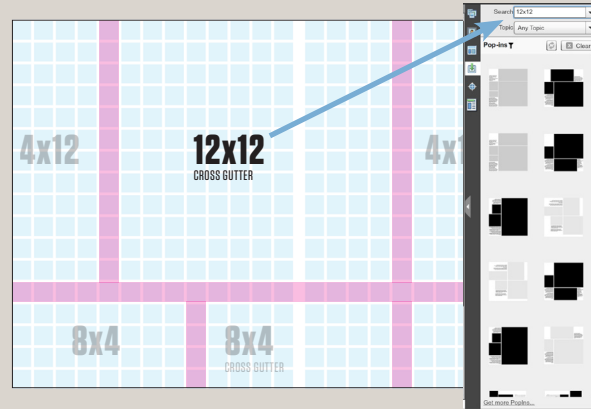 Search 12x12
Topic Any Topic
Pop-ins
Clear
4x12
12x12
CROSS GUTTER
4x1
8x4
8x4
CROSS GUTTER
Get more PopIns...